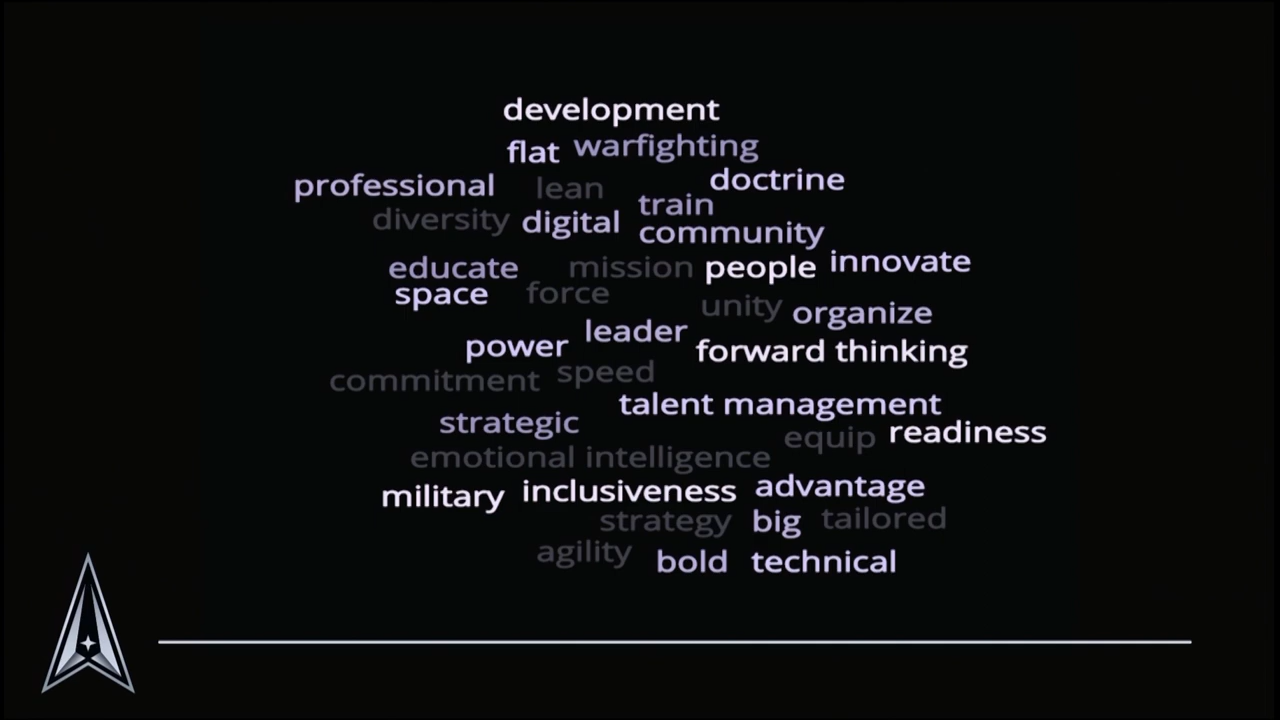 development
flat warfighting
professional lean doctrine
train
diversity digital
community
educate mission people innovate
space force
unity organize
leader
power forward thinking
commitment speed
talent management
strategic
equip readiness
emotional intelligence
military inclusiveness advantage
strategy big tailored
agility bold technical